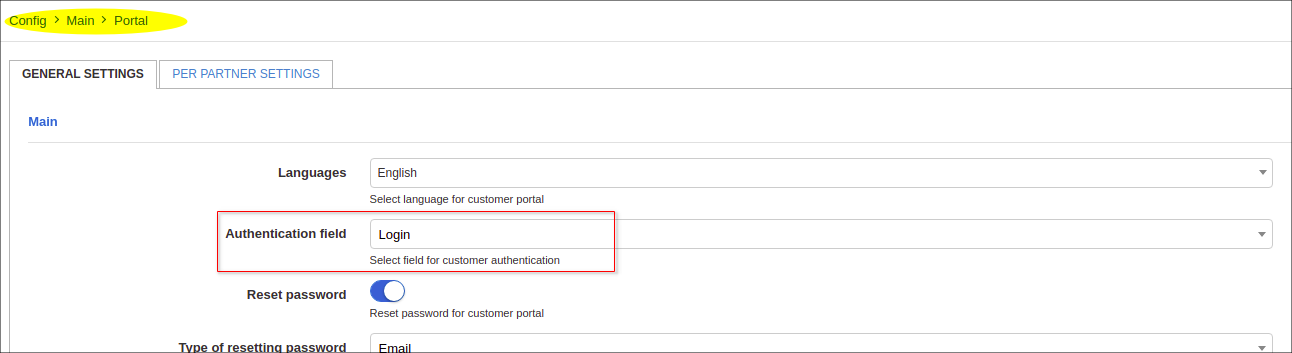 Config > Main > Portal
GENERAL SETTINGS PER PARTNER SETTINGS
Main
Languages English
Select language for customer portal
Authentication field Login
Select field for customer authentication
Reset password
Reset password for customer portal
Type of resetting password Email